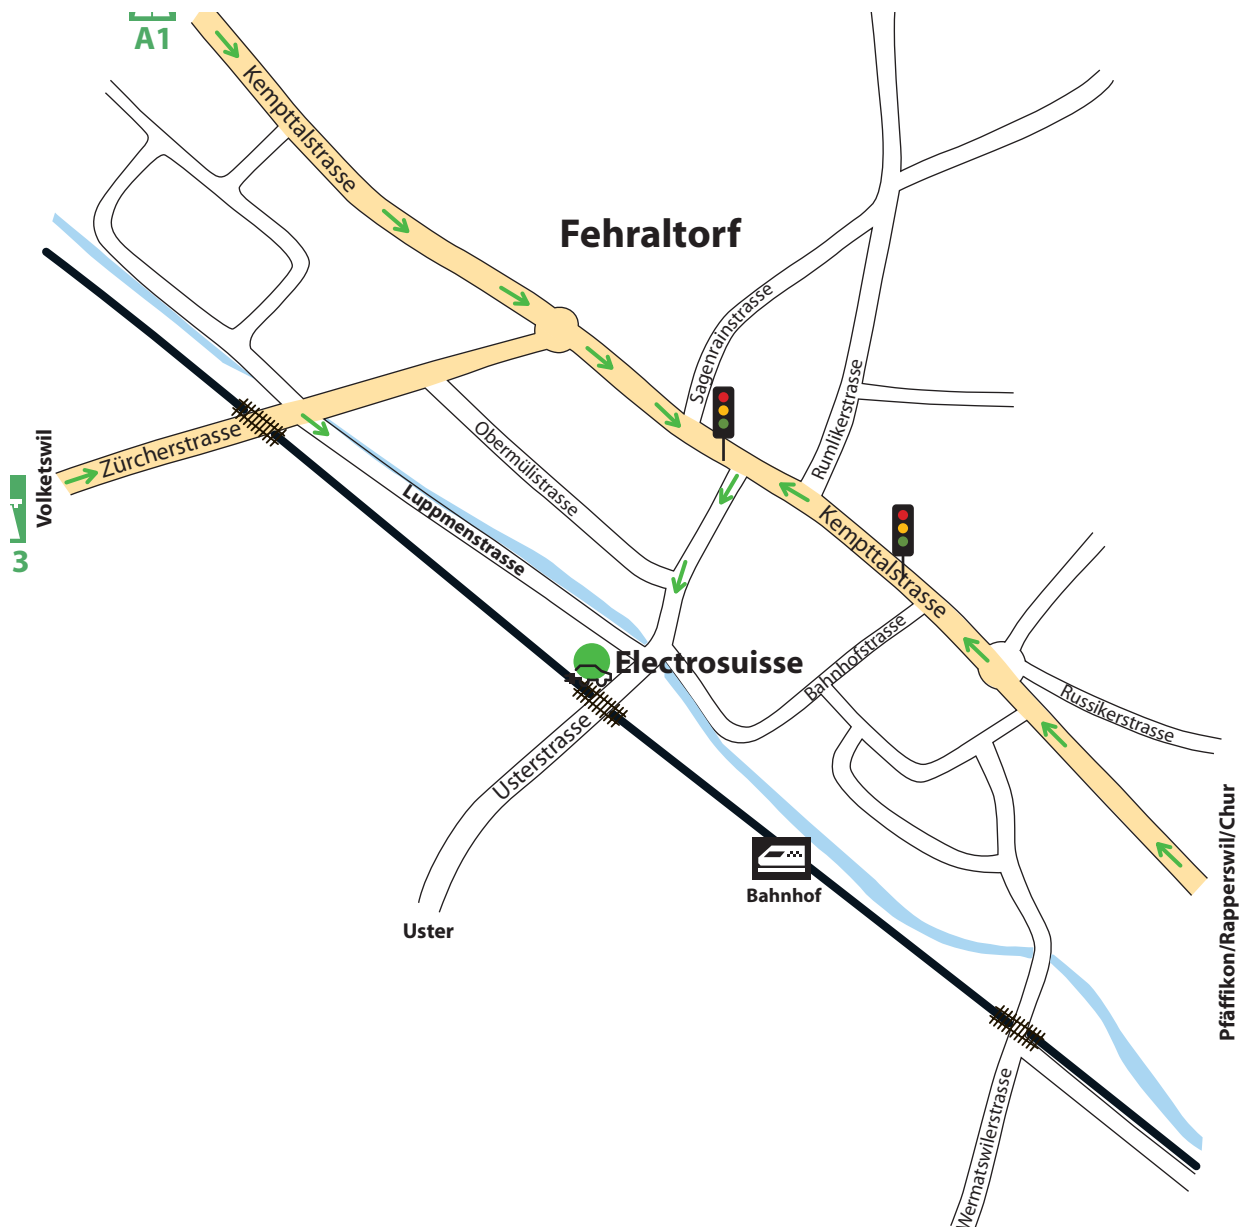 A1
Kempttalstrasse
Fehraltorf
Sagenrainstrasse
Rumlikerstrasse
Zürcherstrasse
Volketswil
3
Obermülistrasse
Luppmenstrasse
Kempttalstrasse
Electrosuisse
Bahnhofstrasse
Russikerstrasse
Usterstrasse
Bahnhof
Uster
Pfäffikon/Rapperswil/Chur
Wermatswilerstrasse